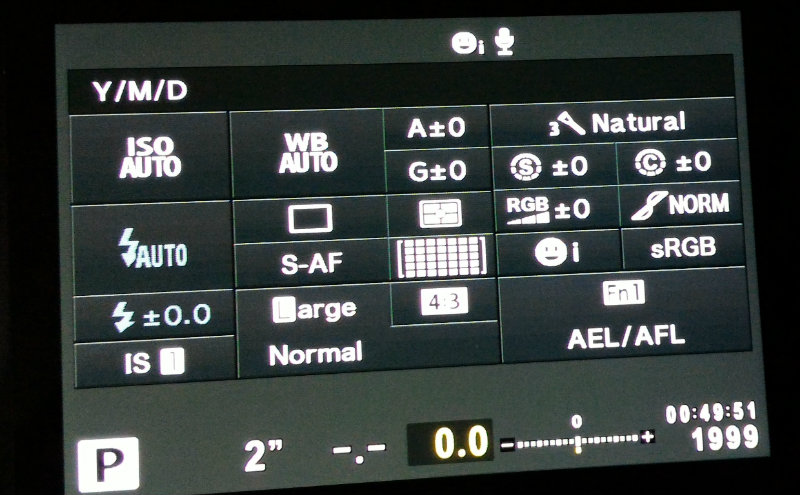 i
Y/M/D
ISO AUTO
WB AUTO
A±0
G±0
3 Natural
S ±0
C ±0
RGB ±0
NORM
AUTO
S-AF
i
sRGB
±0.0
Large
4:3
Fn1
IS 1
Normal
AEL/AFL
P
2”
-.-
0.0
- 0 +
00:49:51
1999